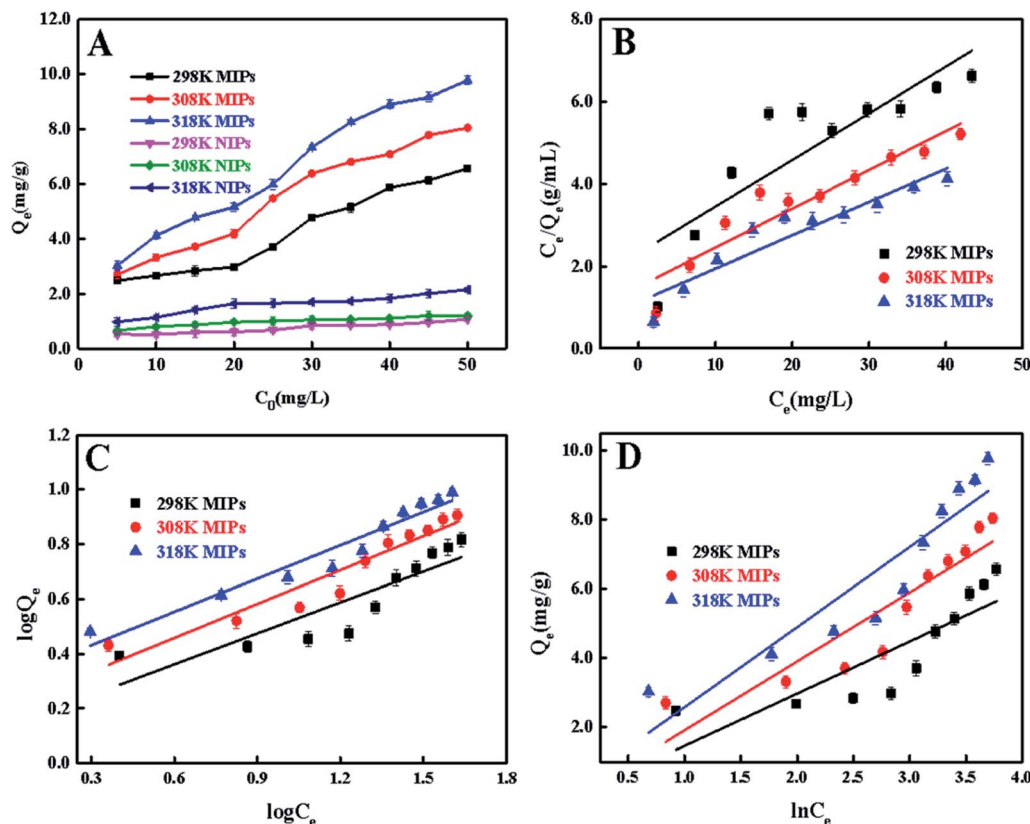 A
298K MIPs
308K MIPs
318K MIPs
298K NIPs
308K NIPs
318K NIPs
Qe(mg/g)
12.0
10.0
8.0
6.0
4.0
2.0
0.0
10 20 30 40 50
C0(mg/L)
B
298K MIPs
308K MIPs
318K MIPs
Ce/Qe(g/mL)
8.0
6.0
4.0
2.0
0.0
0 10 20 30 40 50
Ce(mg/L)
C
298K MIPs
308K MIPs
318K MIPs
logQe
1.2
1.0
0.8
0.6
0.4
0.2
0.0
0.3 0.6 0.9 1.2 1.5 1.8
logCe
D
298K MIPs
308K MIPs
318K MIPs
Qe(mg/g)
10.0
8.0
6.0
4.0
2.0
0.5 1.0 1.5 2.0 2.5 3.0 3.5 4.0
lnCe